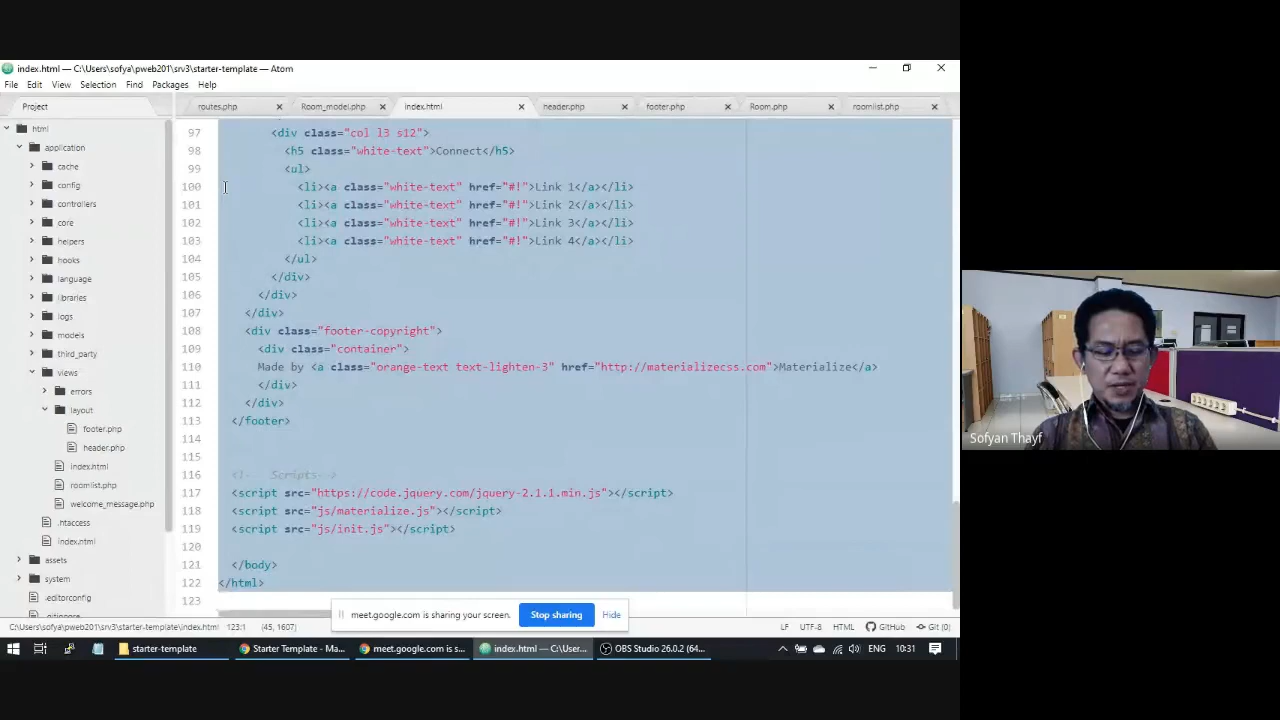 index.html — C:\Users\sofya\pweb201\srv3\starter-template — Atom
File Edit View Selection Find Packages Help
Project
routes.php
Room_model.php
index.html
header.php
footer.php
Room.php
roomlist.php
html
application
cache
config
controllers
core
helpers
hooks
language
libraries
logs
models
third_party
views
errors
layout
footer.php
header.php
index.html
roomlist.php
welcome_message.php
.htaccess
index.html
assets
system
.editorconfig
97 <div class="col l3 s12">
98 <h5 class="white-text">Connect</h5>
99 <ul>
100 <li><a class="white-text" href="#!">Link 1</a></li>
101 <li><a class="white-text" href="#!">Link 2</a></li>
102 <li><a class="white-text" href="#!">Link 3</a></li>
103 <li><a class="white-text" href="#!">Link 4</a></li>
104 </ul>
105 </div>
106 </div>
107 </div>
108 <div class="footer-copyright">
109 <div class="container">
110 Made by <a class="orange-text text-lighten-3" href="http://materializecss.com">Materialize</a>
111 </div>
112 </div>
113 </footer>
114
115
116 <!-- Scripts-->
117 <script src="https://code.jquery.com/jquery-2.1.1.min.js"></script>
118 <script src="js/materialize.js"></script>
119 <script src="js/init.js"></script>
120
121 </body>
122 </html>
123
meet.google.com is sharing your screen. Stop sharing Hide
C:\Users\sofya\pweb201\srv3\starter-template\index.html 123:1 (45, 1607) LF UTF-8 HTML GitHub Git (0)
starter-template
Starter Template - Ma...
meet.google.com is s...
index.html — C:\User...
OBS Studio 26.0.2 (64...
ENG 10:31
Sofyan Thayf